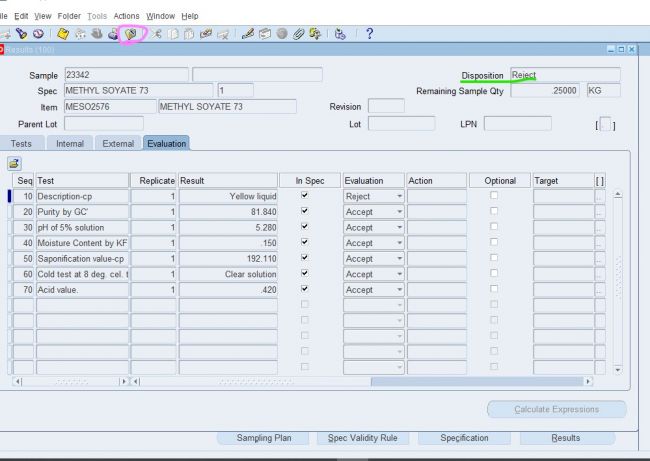 ile Edit View Folder Tools Actions Window Help
Results (100)
Sample 23342 Disposition Reject
Spec METHYL SOYATE 73 1 Remaining Sample Qty .25000 KG
Item MESO2576 METHYL SOYATE 73 Revision
Parent Lot Lot LPN [ ]
Tests Internal External Evaluation
Seq Test Replicate Result In Spec Evaluation Action Optional Target [ ]
10 Description-cp 1 Yellow liquid Reject
20 Purity by GC' 1 81.840 Accept
30 pH of 5% solution 1 5.280 Accept
40 Moisture Content by KF 1 .150 Accept
50 Saponification value-cp 1 192.110 Accept
60 Cold test at 8 deg. cel. t 1 Clear solution Accept
70 Acid value. 1 .420 Accept
Calculate Expressions
Sampling Plan Spec Validity Rule Specification Results